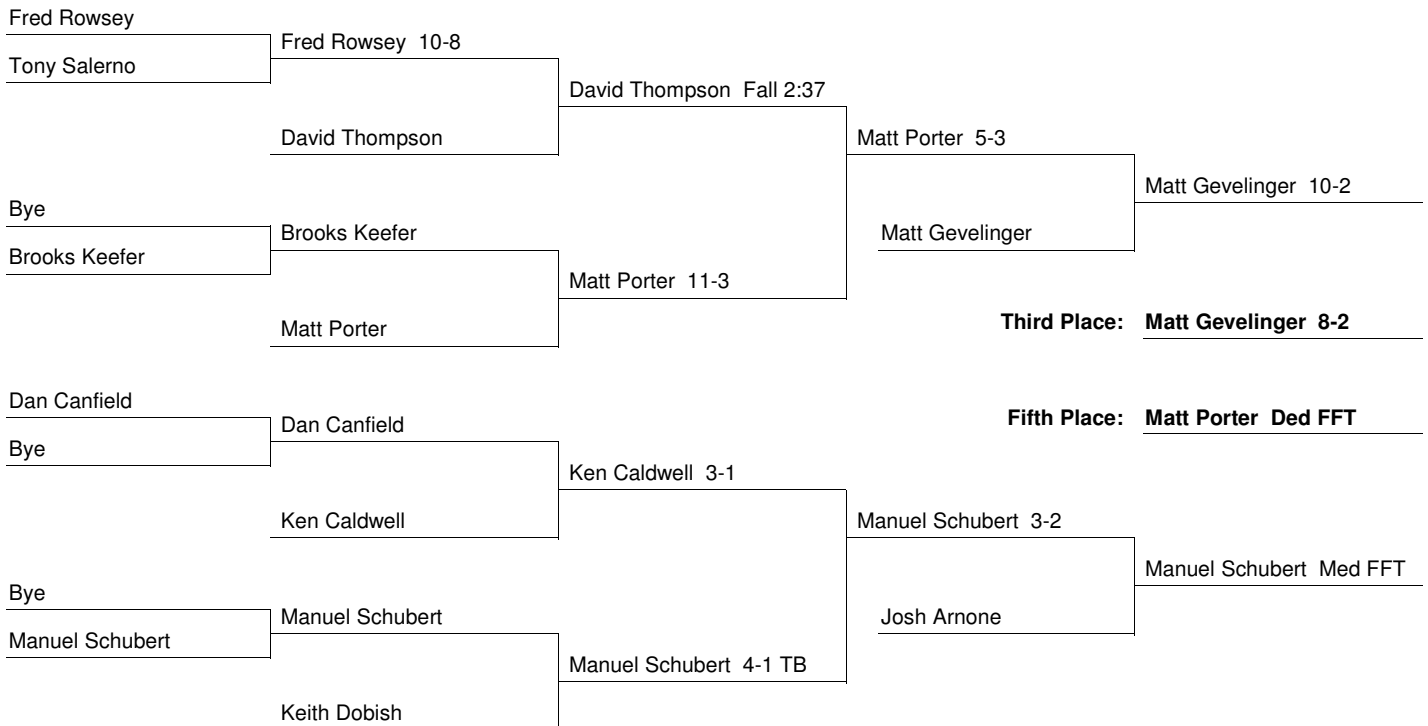 Fred Rowsey
Tony Salerno
Fred Rowsey 10-8
David Thompson
David Thompson Fall 2:37
Bye
Brooks Keefer
Brooks Keefer
Matt Porter
Matt Porter 11-3
Matt Porter 5-3
Matt Gevelinger
Matt Gevelinger 10-2
Third Place: Matt Gevelinger 8-2
Fifth Place: Matt Porter Ded FFT
Dan Canfield
Bye
Dan Canfield
Ken Caldwell
Ken Caldwell 3-1
Bye
Manuel Schubert
Manuel Schubert
Keith Dobish
Manuel Schubert 4-1 TB
Manuel Schubert 3-2
Josh Arnone
Manuel Schubert Med FFT